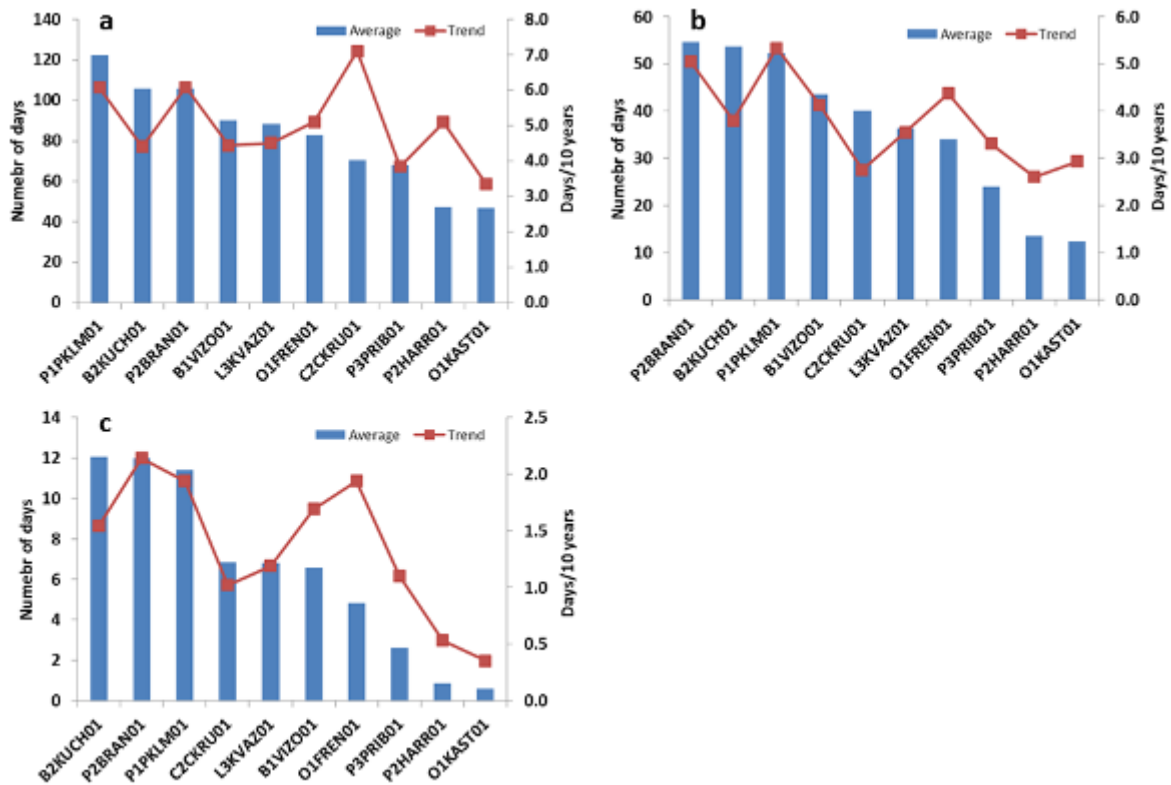 a
Average
Trend
Numebr of days
140
120
100
80
60
40
20
0
8.0
7.0
6.0
5.0
4.0
3.0
2.0
1.0
0.0
Days/10 years
P1PKLM01
B2KUCH01
P2BRAN01
B1VIZO01
L3KVAZ01
O1FREN01
C2CKRU01
P3PRIB01
P2HARR01
O1KAST01
b
Average
Trend
Numebr of days
60
50
40
30
20
10
0
6.0
5.0
4.0
3.0
2.0
1.0
0.0
Days/10 years
P2BRAN01
B2KUCH01
P1PKLM01
B1VIZO01
C2CKRU01
L3KVAZ01
O1FREN01
P3PRIB01
P2HARR01
O1KAST01
c
Average
Trend
Numebr of days
14
12
10
8
6
4
2
0
2.5
2.0
1.5
1.0
0.5
0.0
Days/10 years
B2KUCH01
P2BRAN01
P1PKLM01
C2CKRU01
L3KVAZ01
B1VIZO01
O1FREN01
P3PRIB01
P2HARR01
O1KAST01